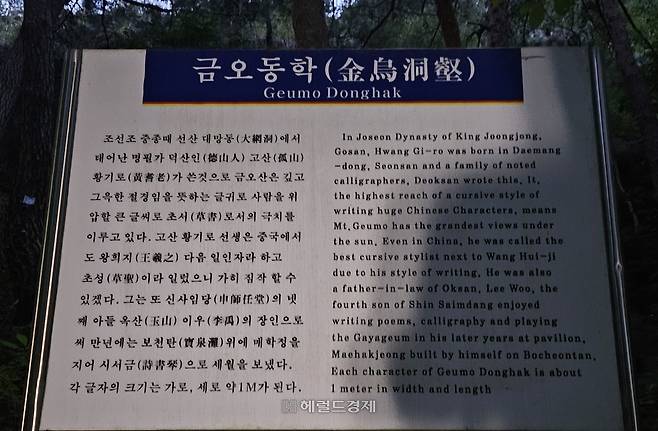 금오동학(金烏洞壑)
Geumo Donghak
조선조 중종때 선산 대망동(大網洞)에서
태어난 명필가 덕산인(德山人) 고산(孤山)
황기로(黃耆老)가 쓴것으로 금오산은 깊고
그윽한 절경임을 뜻하는 글귀로 사람을 위
압할 큰 글씨로 초서(草書)로서의 극치를
이루고 있다. 고산 황기로 선생은 중국에서
도 왕희지(王羲之) 다음 일인자라 하고
초성(草聖)이라 일컬으니 가히 짐작 할 수
있겠다. 그는 또 신사임당(申師任堂)의 넷
째 아들 옥산(玉山) 이우(李瑀)의 장인으로
써 만년에는 보천탄(寶泉灘)위에 매학정을
지어 시서금(詩書琴)으로 세월을 보냈다.
각 글자의 크기는 가로, 세로 약1M가 된다.
In Joseon Dynasty of King Joongjong,
Gosan, Hwang Gi-ro was born in Daemang
-dong, Seonsan and a family of noted
calligraphers, Deoksan wrote this. It,
the highest reach of a cursive style of
writing huge Chinese Characters, means
Mt.Geumo has the grandest views under
the sun. Even in China, he was called the
best cursive stylist next to Wang Hui-ji
due to his style of writing. He was also
a father-in-law of Oksan, Lee Woo, the
fourth son of Shin Saimdang enjoyed
writing poems, calligraphy and playing
the Gayageum in his later years at pavilion,
Maehakjeong built by himself on Bocheontan.
Each character of Geumo Donghak is about
1 meter in width and length
헤럴드경제